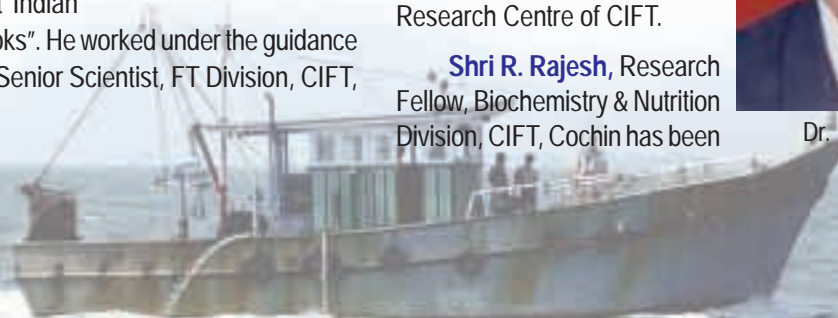 Indian
oks". He worked under the guidance
Senior Scientist, FT Division, CIFT,
Research Centre of CIFT.
Shri R. Rajesh, Research
Fellow, Biochemistry & Nutrition
Division, CIFT, Cochin has been
Dr.